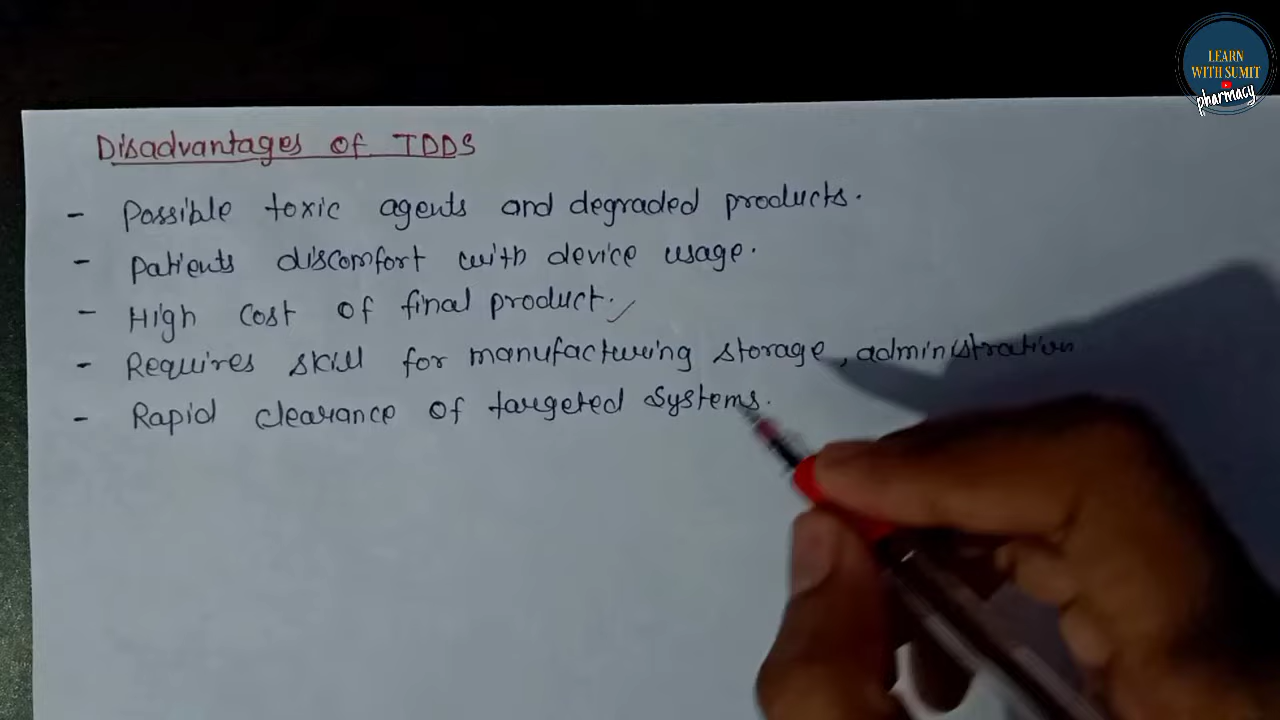 LEARN
WITH SUMIT
pharmacy
Disadvantages of TDDS
- Possible toxic agents and degraded products.
- Patients discomfort with device usage.
- High cost of final product.
- Requires skill for manufacturing storage, administration
- Rapid clearance of targeted systems.